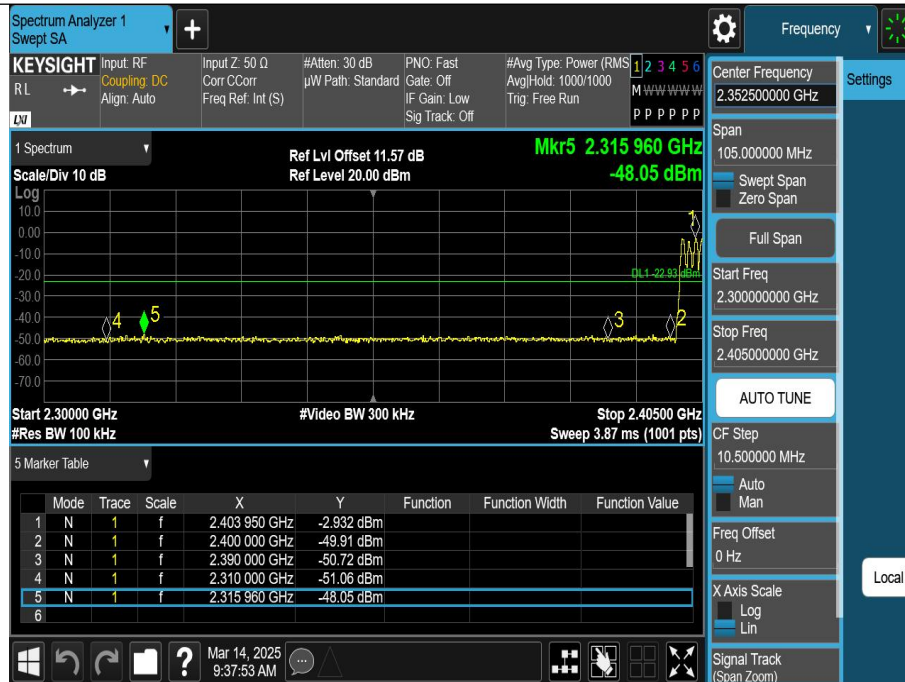 Spectrum Analyzer 1
Swept SA
+
Frequency
KEYSIGHT
RL
LXI
Input: RF
Coupling: DC
Align: Auto
Input Z: 50 Ω
Corr CCorr
Freq Ref: Int (S)
#Atten: 30 dB
µW Path: Standard
PNO: Fast
Gate: Off
IF Gain: Low
Sig Track: Off
#Avg Type: Power (RMS
Avg|Hold: 1000/1000
Trig: Free Run
1 2 3 4 5 6
M W W W W W
P P P P P P
1 Spectrum
Scale/Div 10 dB
Ref Lvl Offset 11.57 dB
Ref Level 20.00 dBm
Mkr5 2.315 960 GHz
-48.05 dBm
Log
10.0
0.00
-10.0
-20.0
-30.0
-40.0
-50.0
-60.0
-70.0
1
DL1 -22.93 dBm
4
5
3
2
Start 2.30000 GHz
#Video BW 300 kHz
Stop 2.40500 GHz
#Res BW 100 kHz
Sweep 3.87 ms (1001 pts)
5 Marker Table
Mode Trace Scale X Y Function Function Width Function Value
1 N 1 f 2.403 950 GHz -2.932 dBm
2 N 1 f 2.400 000 GHz -49.91 dBm
3 N 1 f 2.390 000 GHz -50.72 dBm
4 N 1 f 2.310 000 GHz -51.06 dBm
5 N 1 f 2.315 960 GHz -48.05 dBm
6
?
Mar 14, 2025
9:37:53 AM
Center Frequency
2.352500000 GHz
Span
105.000000 MHz
Swept Span
Zero Span
Full Span
Start Freq
2.300000000 GHz
Stop Freq
2.405000000 GHz
AUTO TUNE
CF Step
10.500000 MHz
Auto
Man
Freq Offset
0 Hz
X Axis Scale
Log
Lin
Signal Track
(Span Zoom)
Settings
Local